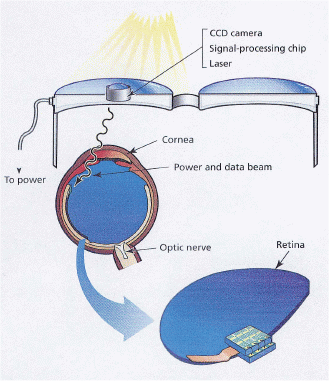 CCD camera
Signal-processing chip
Laser
Cornea
Power and data beam
To power
Optic nerve
Retina